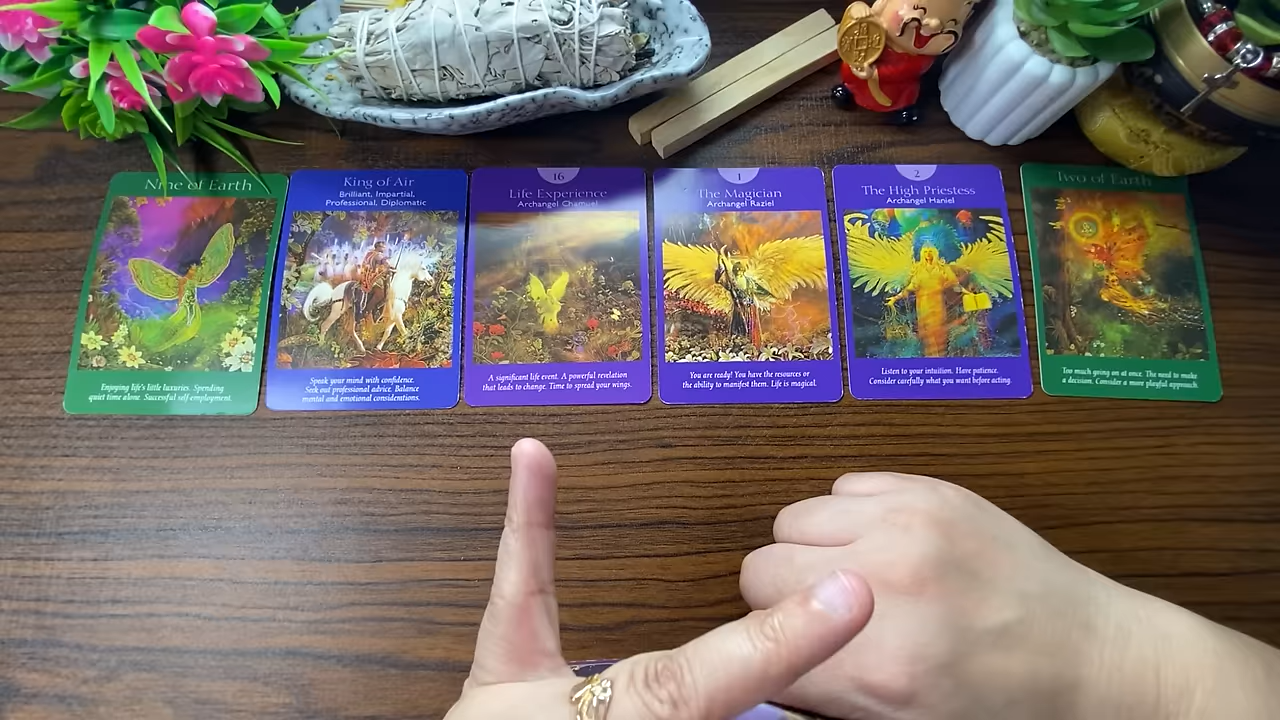 Nine of Earth
Enjoying life's little luxuries. Spending
quiet time alone. Successful self-employment.
King of Air
Brilliant, Impartial,
Professional, Diplomatic
Speak your mind with confidence.
Seek out professional advice. Balance
mental and emotional considerations.
16
Life Experience
Archangel Chamuel
A significant life event. A powerful revelation
that leads to change. Time to spread your wings.
1
The Magician
Archangel Raziel
You are ready! You have the resources or
the ability to manifest them. Life is magical.
2
The High Priestess
Archangel Haniel
Listen to your intuition. Have patience.
Consider carefully what you want before acting.
Two of Earth
Too much going on at once. The need to make
a decision. Consider a more playful approach.